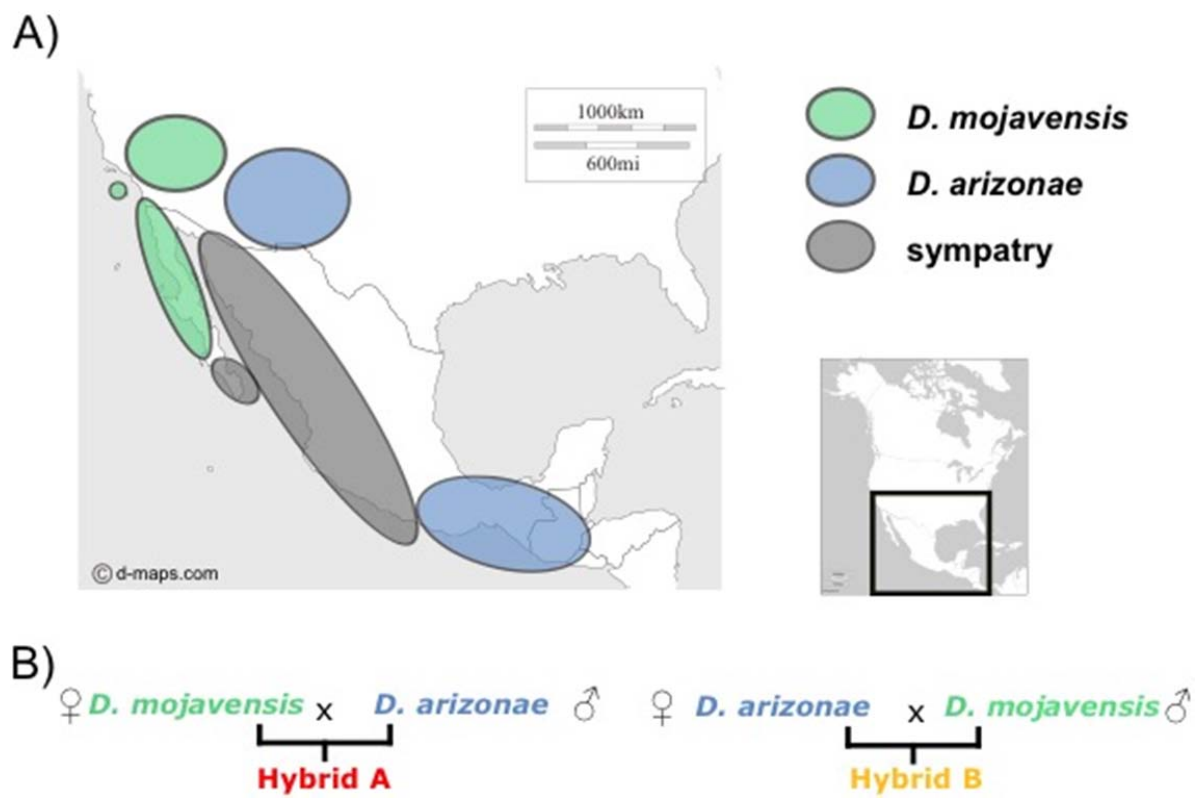 A)
1000km
600mi
D. mojavensis
D. arizonae
sympatry
© d-maps.com
B)
♀ D. mojavensis x D. arizonae ♂
♀ D. arizonae x D. mojavensis ♂
Hybrid A
Hybrid B